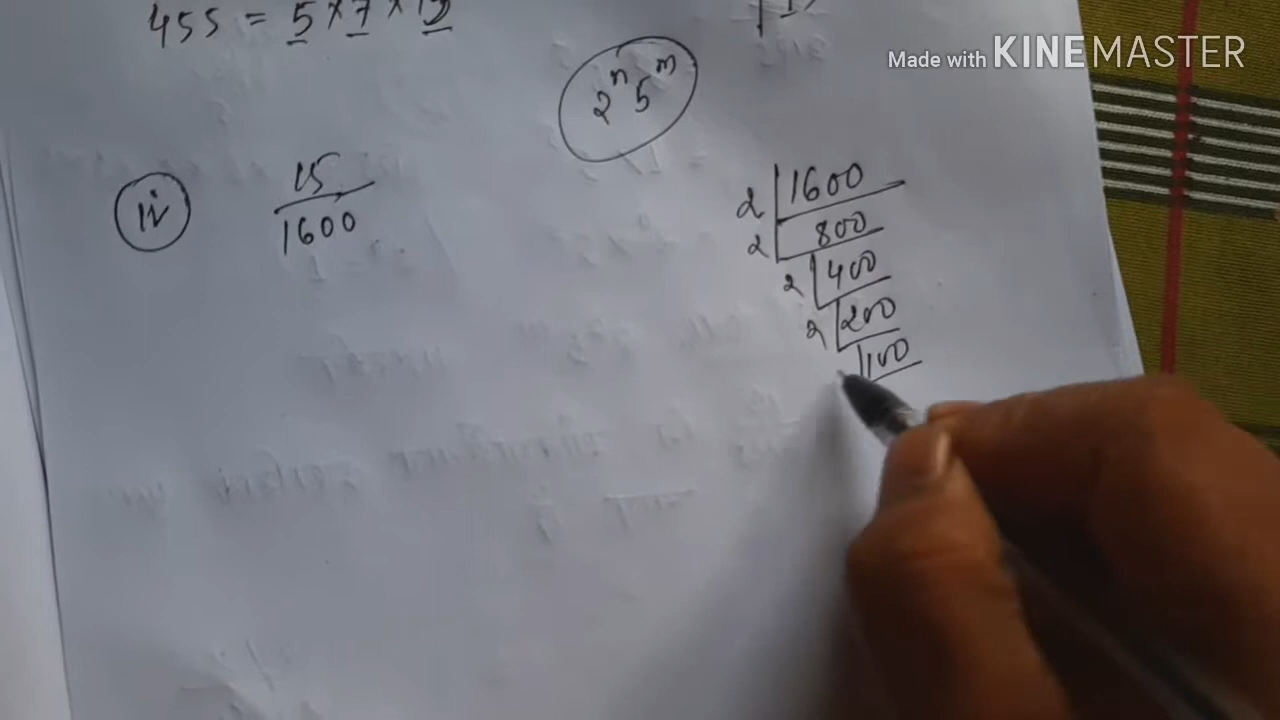 455 = 5 × 7 × 13
Made with KINEMASTER
2ⁿ 5ᵐ
iv 15
1600
2 1600
2 800
2 400
2 200
100